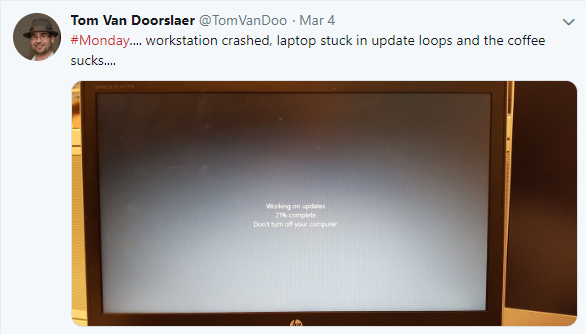 Tom Van Doorslaer @TomVanDoo · Mar 4
#Monday.... workstation crashed, laptop stuck in update loops and the coffee
sucks....
Working on updates
21% complete
Don't turn off your computer
hp